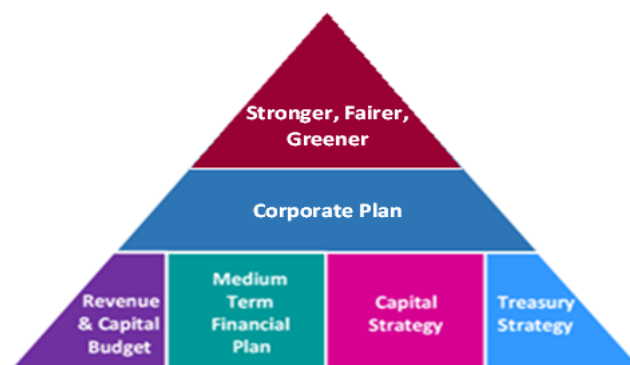 Stronger, Fairer,
Greener
Corporate Plan
Revenue
& Capital
Budget
Medium
Term
Financial
Plan
Capital
Strategy
Treasury
Strategy